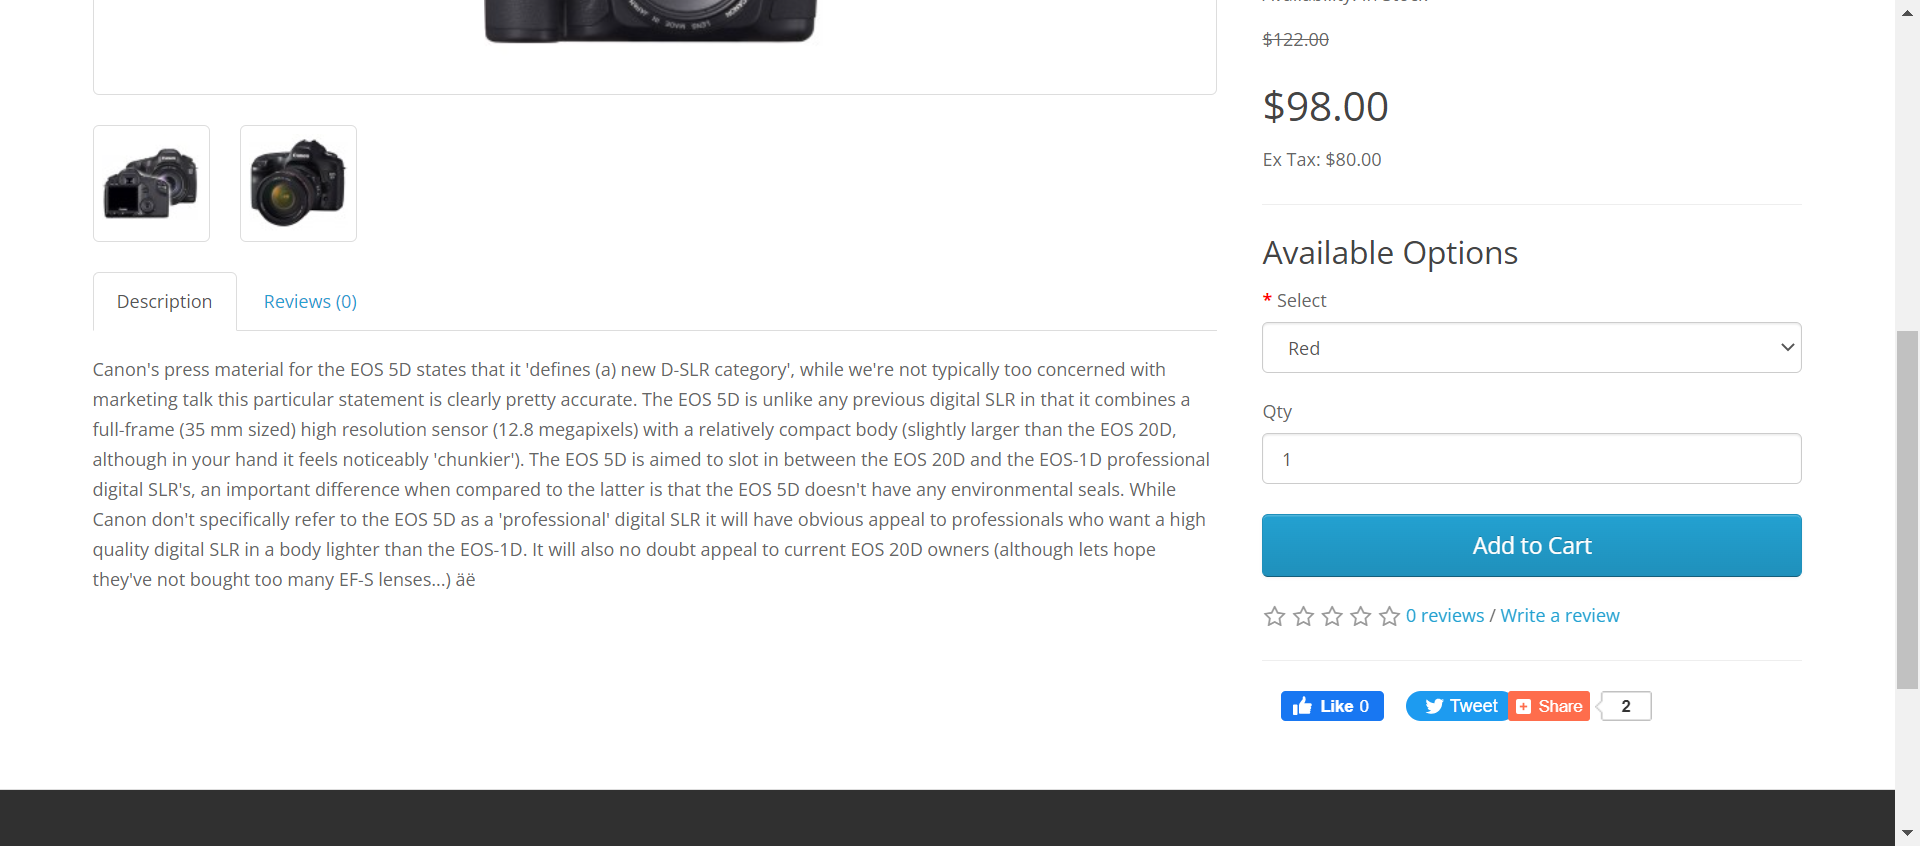 $122.00
$98.00
Ex Tax: $80.00
Available Options
* Select
Red
Qty
1
Add to Cart
0 reviews / Write a review
Like 0
Tweet
Share
2
Description
Reviews (0)
Canon's press material for the EOS 5D states that it 'defines (a) new D-SLR category', while we're not typically too concerned with
marketing talk this particular statement is clearly pretty accurate. The EOS 5D is unlike any previous digital SLR in that it combines a
full-frame (35 mm sized) high resolution sensor (12.8 megapixels) with a relatively compact body (slightly larger than the EOS 20D,
although in your hand it feels noticeably 'chunkier'). The EOS 5D is aimed to slot in between the EOS 20D and the EOS-1D professional
digital SLR's, an important difference when compared to the latter is that the EOS 5D doesn't have any environmental seals. While
Canon don't specifically refer to the EOS 5D as a 'professional' digital SLR it will have obvious appeal to professionals who want a high
quality digital SLR in a body lighter than the EOS-1D. It will also no doubt appeal to current EOS 20D owners (although lets hope
they've not bought too many EF-S lenses...) äë